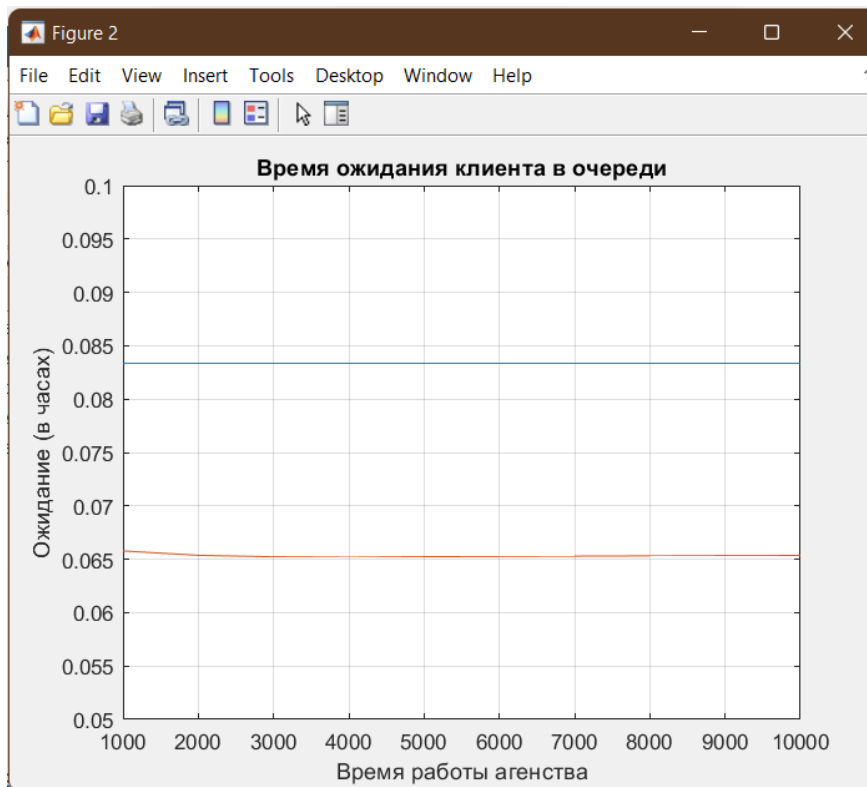 Figure 2
File Edit View Insert Tools Desktop Window Help
Время ожидания клиента в очереди
Ожидание (в часах)
0.1
0.095
0.09
0.085
0.08
0.075
0.07
0.065
0.06
0.055
0.05
1000 2000 3000 4000 5000 6000 7000 8000 9000 10000
Время работы агенства